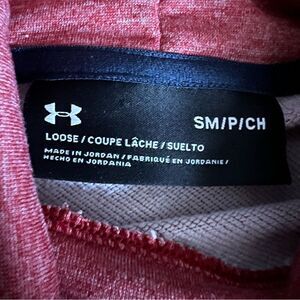 SM/P/CH
LOOSE / COUPE LÂCHE / SUELTO
MADE IN JORDAN / FABRIQUÉ EN JORDANIE /
HECHO EN JORDANIA